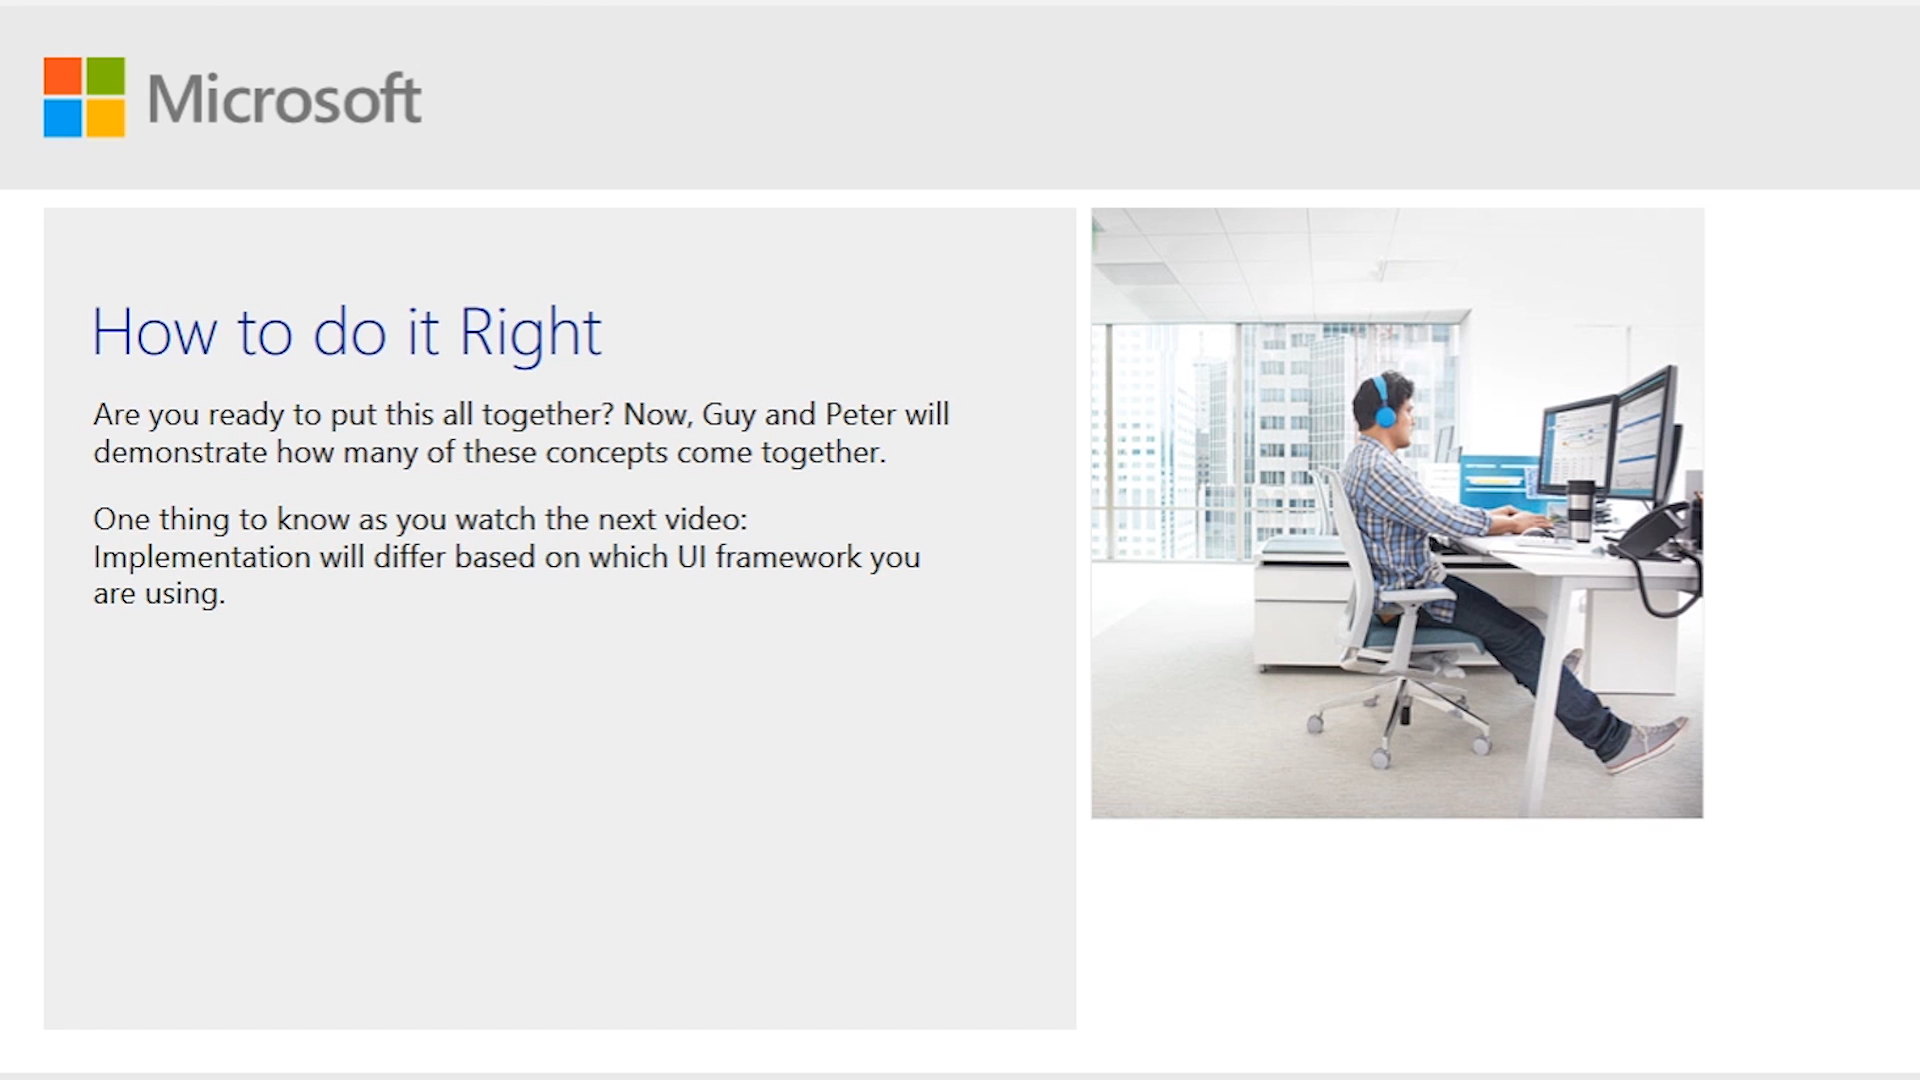 Microsoft
How to do it Right
Are you ready to put this all together? Now, Guy and Peter will
demonstrate how many of these concepts come together.
One thing to know as you watch the next video:
Implementation will differ based on which UI framework you
are using.